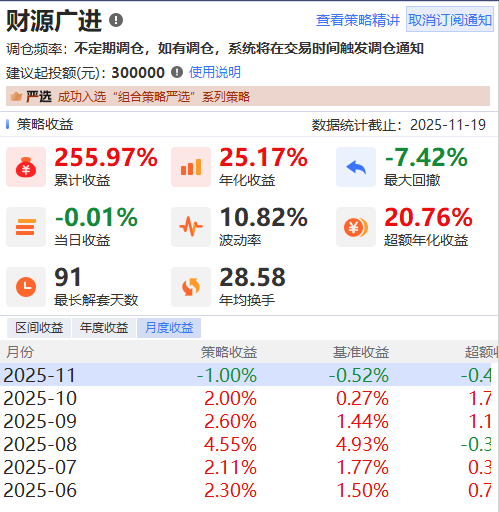 财源广进
查看策略精讲 取消订阅通知
调仓频率：不定期调仓，如有调仓，系统将在交易时间触发调仓通知
建议起投额(元)：300000 使用说明
严选 成功入选“组合策略严选”系列策略
策略收益 数据统计截止：2025-11-19
255.97% 25.17% -7.42%
累计收益 年化收益 最大回撤
-0.01% 10.82% 20.76%
当日收益 波动率 超额年化收益
91 28.58
最长解套天数 年均换手
区间收益 年度收益 月度收益
月份 策略收益 基准收益 超额
2025-11 -1.00% -0.52% -0.4
2025-10 2.00% 0.27% 1.7
2025-09 2.60% 1.44% 1.1
2025-08 4.55% 4.93% -0.3
2025-07 2.11% 1.77% 0.3
2025-06 2.30% 1.50% 0.7